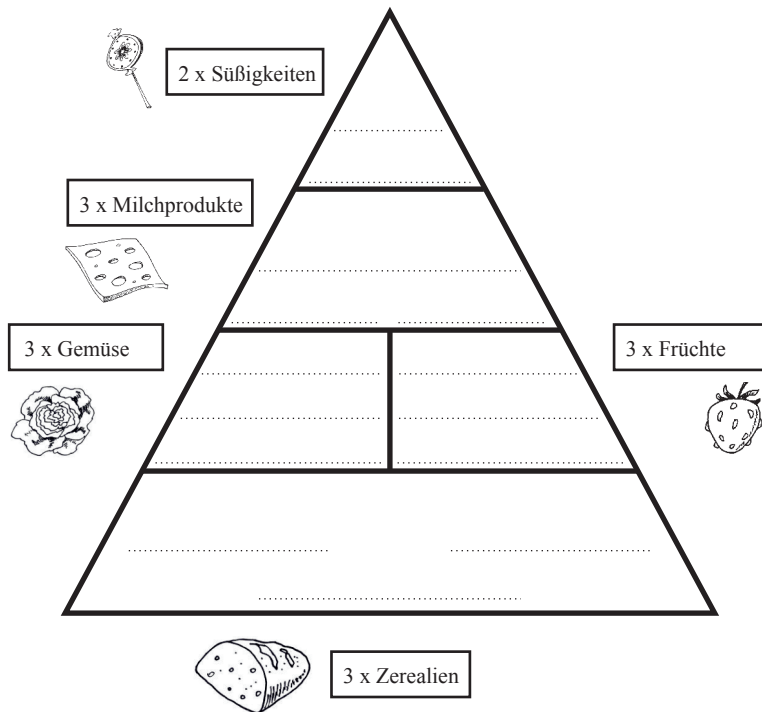 2 x Süßigkeiten
3 x Milchprodukte
3 x Gemüse
3 x Früchte
3 x Zerealien